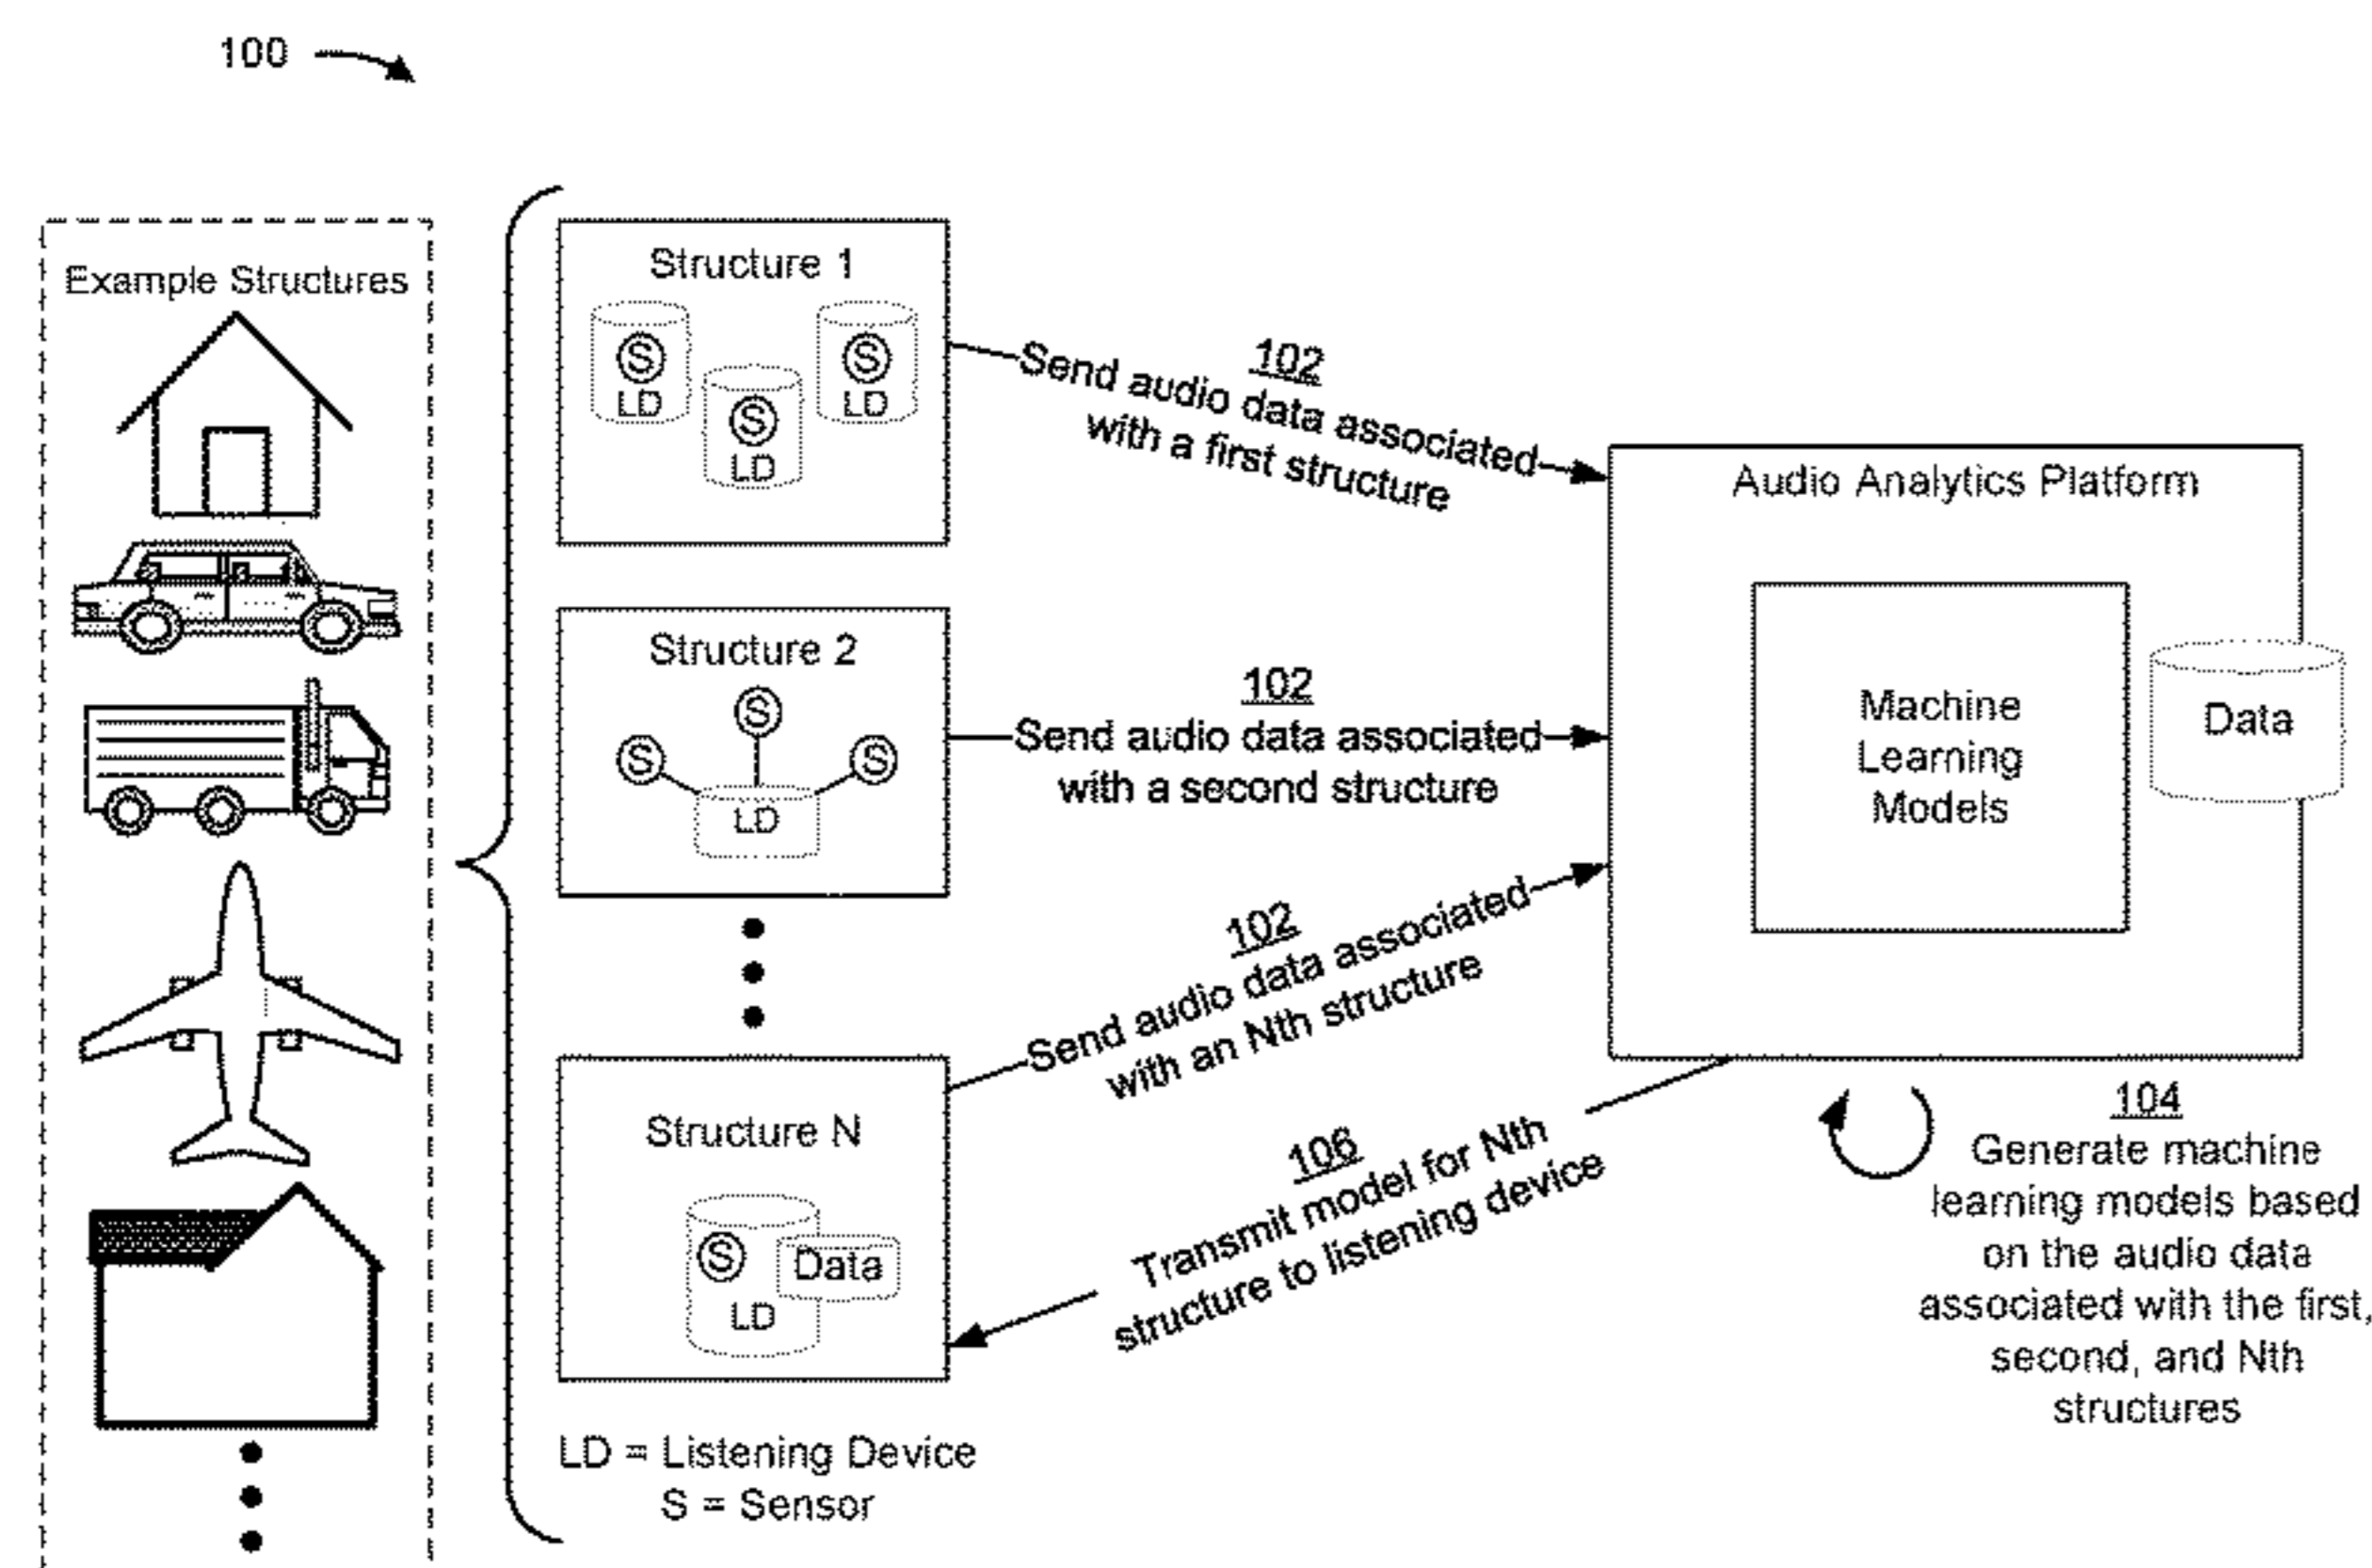 100
Example Structures
Structure 1
S
LD
S
LD
S
LD
102
Send audio data associated
with a first structure
Structure 2
S
S
S
LD
102
Send audio data associated
with a second structure
Structure N
S
Data
LD
102
Send audio data associated
with an Nth structure
106
Transmit model for Nth
structure to listening device
LD = Listening Device
S = Sensor
Audio Analytics Platform
Machine
Learning
Models
Data
104
Generate machine
learning models based
on the audio data
associated with the first,
second, and Nth
structures